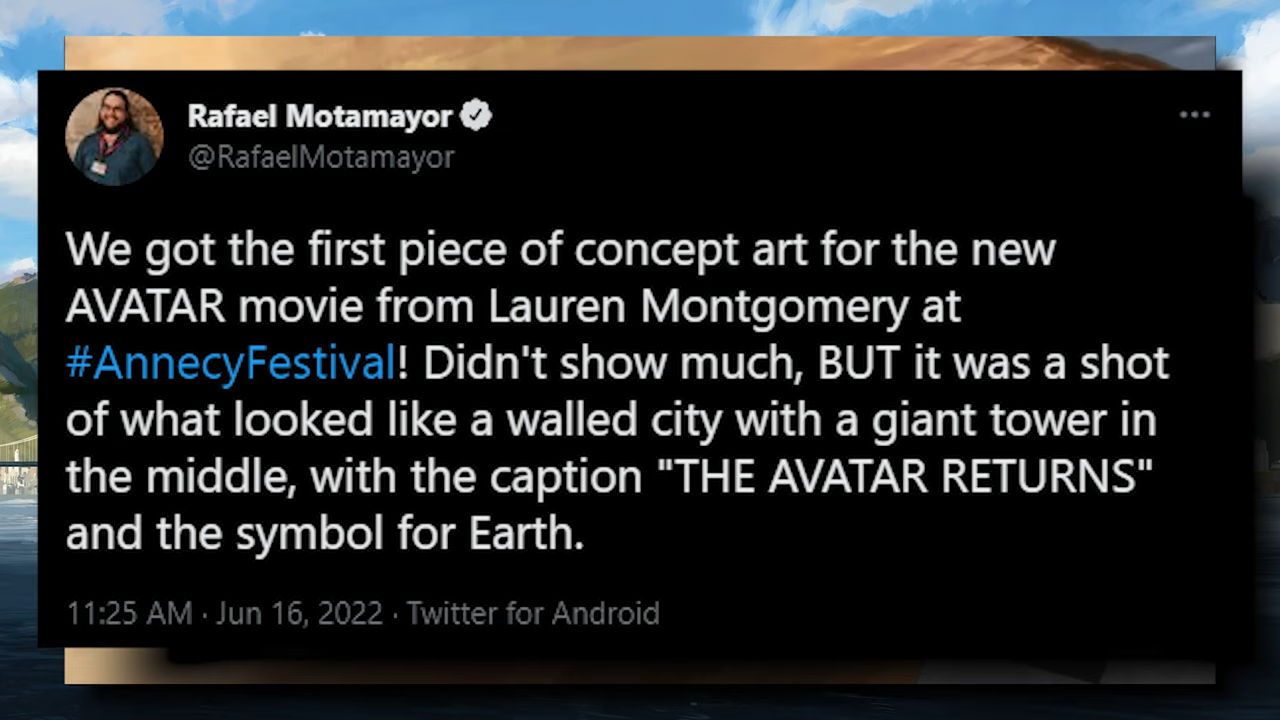 Rafael Motamayor
@RafaelMotamayor
We got the first piece of concept art for the new
AVATAR movie from Lauren Montgomery at
#AnnecyFestival! Didn't show much, BUT it was a shot
of what looked like a walled city with a giant tower in
the middle, with the caption "THE AVATAR RETURNS"
and the symbol for Earth.
11:25 AM · Jun 16, 2022 · Twitter for Android